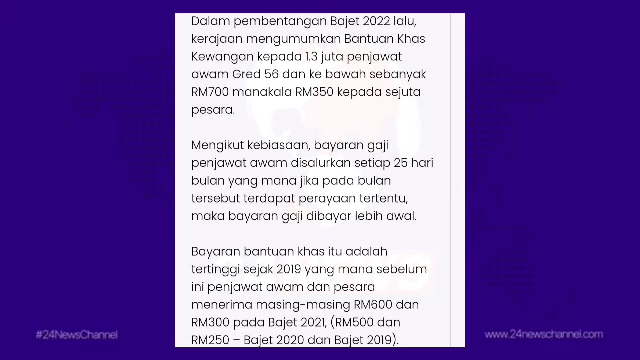 Dalam pembentangan Bajet 2022 lalu,
kerajaan mengumumkan Bantuan Khas
Kewangan kepada 1.3 juta penjawat
awam Gred 56 dan ke bawah sebanyak
RM700 manakala RM350 kepada sejuta
pesara.
Mengikut kebiasaan, bayaran gaji
penjawat awam disalurkan setiap 25 hari
bulan yang mana jika pada bulan
tersebut terdapat perayaan tertentu,
maka bayaran gaji dibayar lebih awal.
Bayaran bantuan khas itu adalah
tertinggi sejak 2019 yang mana sebelum
ini penjawat awam dan pesara
menerima masing-masing RM600 dan
RM300 pada Bajet 2021, (RM500 dan
RM250 – Bajet 2020 dan Bajet 2019).
#24NewsChannel
www.24newschannel.com